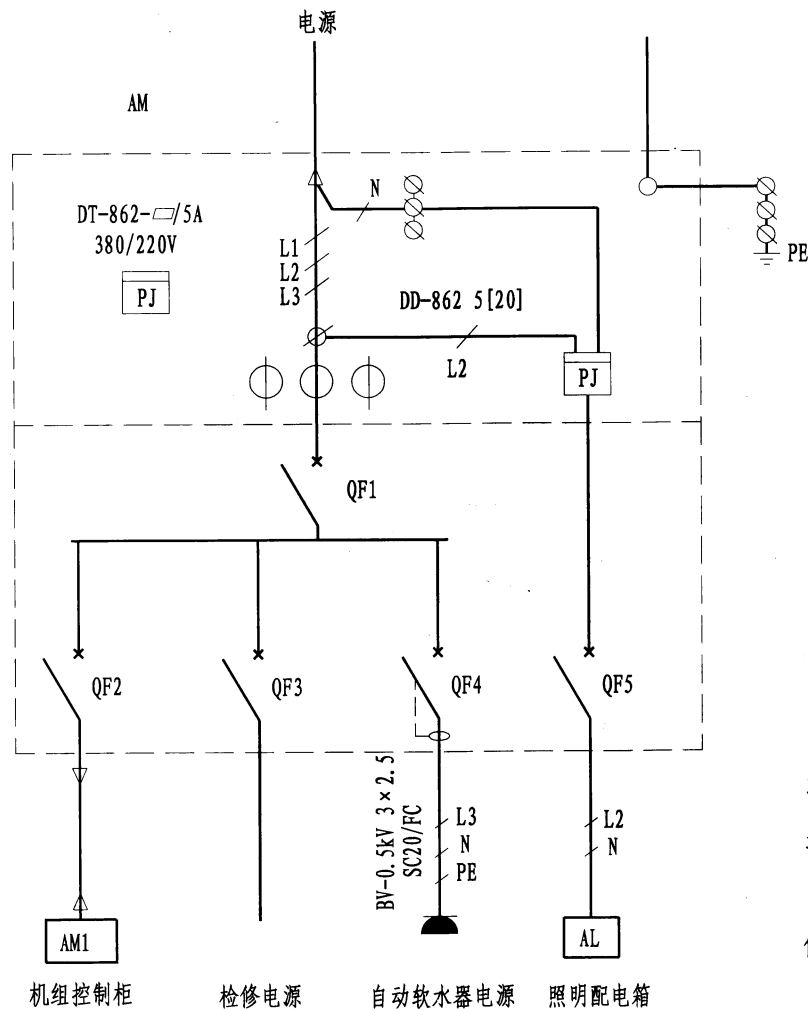 电源
AM
N
DT-862-▱/5A
380/220V
PJ
L1
L2
L3
PE
DD-862 5[20]
L2
PJ
QF1
QF2
QF3
QF4
QF5
BV-0.5kV 3×2.5
SC20/FC
L3
N
PE
L2
N
AM1
AL
机组控制柜
检修电源
自动软水器电源
照明配电箱